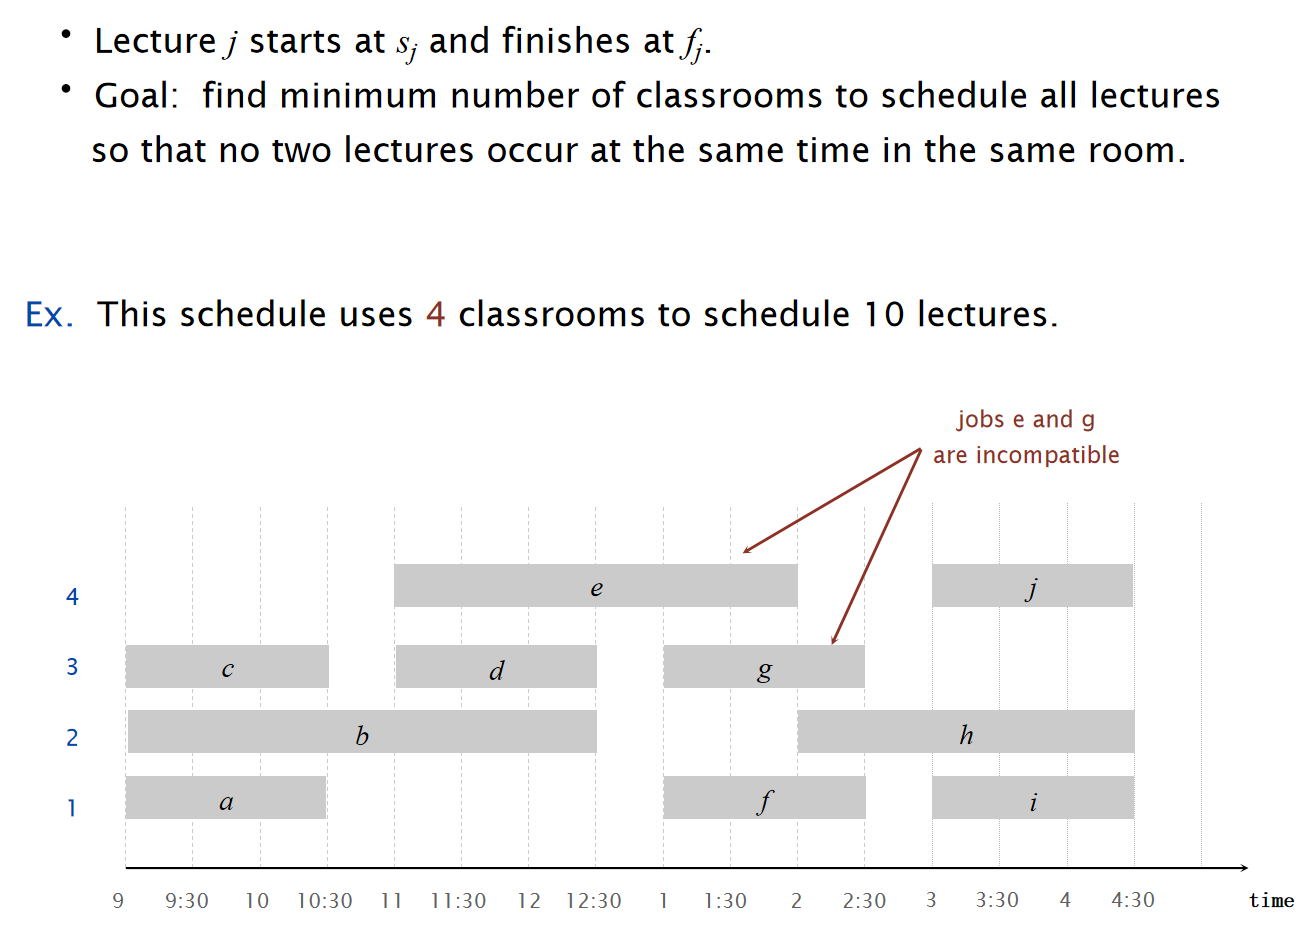 • Lecture j starts at sj and finishes at fj.
• Goal: find minimum number of classrooms to schedule all lectures
so that no two lectures occur at the same time in the same room.
Ex. This schedule uses 4 classrooms to schedule 10 lectures.
jobs e and g
are incompatible
4 e j
3 c d g
2 b h
1 a f i
9 9:30 10 10:30 11 11:30 12 12:30 1 1:30 2 2:30 3 3:30 4 4:30 time